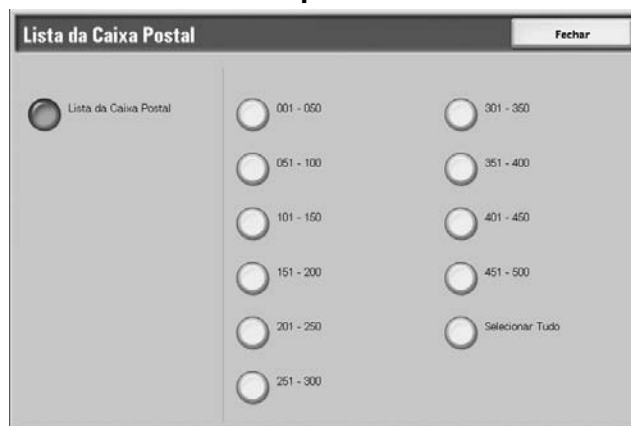 Lista da Caixa Postal
Fechar
Lista da Caixa Postal
001 - 050
051 - 100
101 - 150
151 - 200
201 - 250
251 - 300
301 - 350
351 - 400
401 - 450
451 - 500
Selecionar Tudo